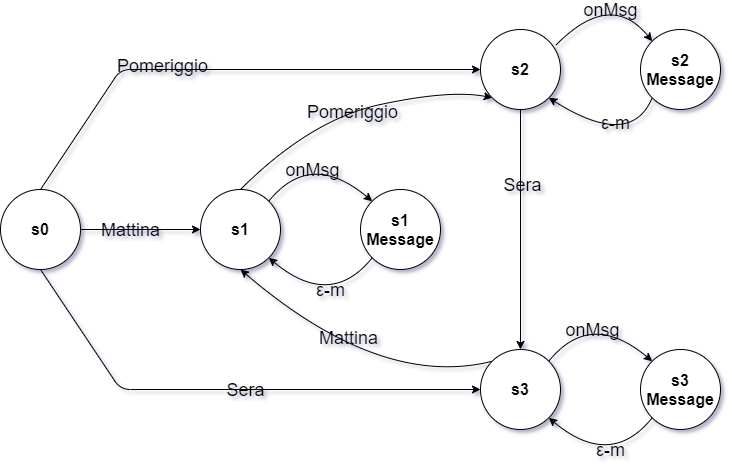 onMsg
Pomeriggio
s2
s2
Message
ε-m
Pomeriggio
onMsg
Sera
s0
Mattina
s1
s1
Message
ε-m
onMsg
Mattina
s3
s3
Message
Sera
ε-m